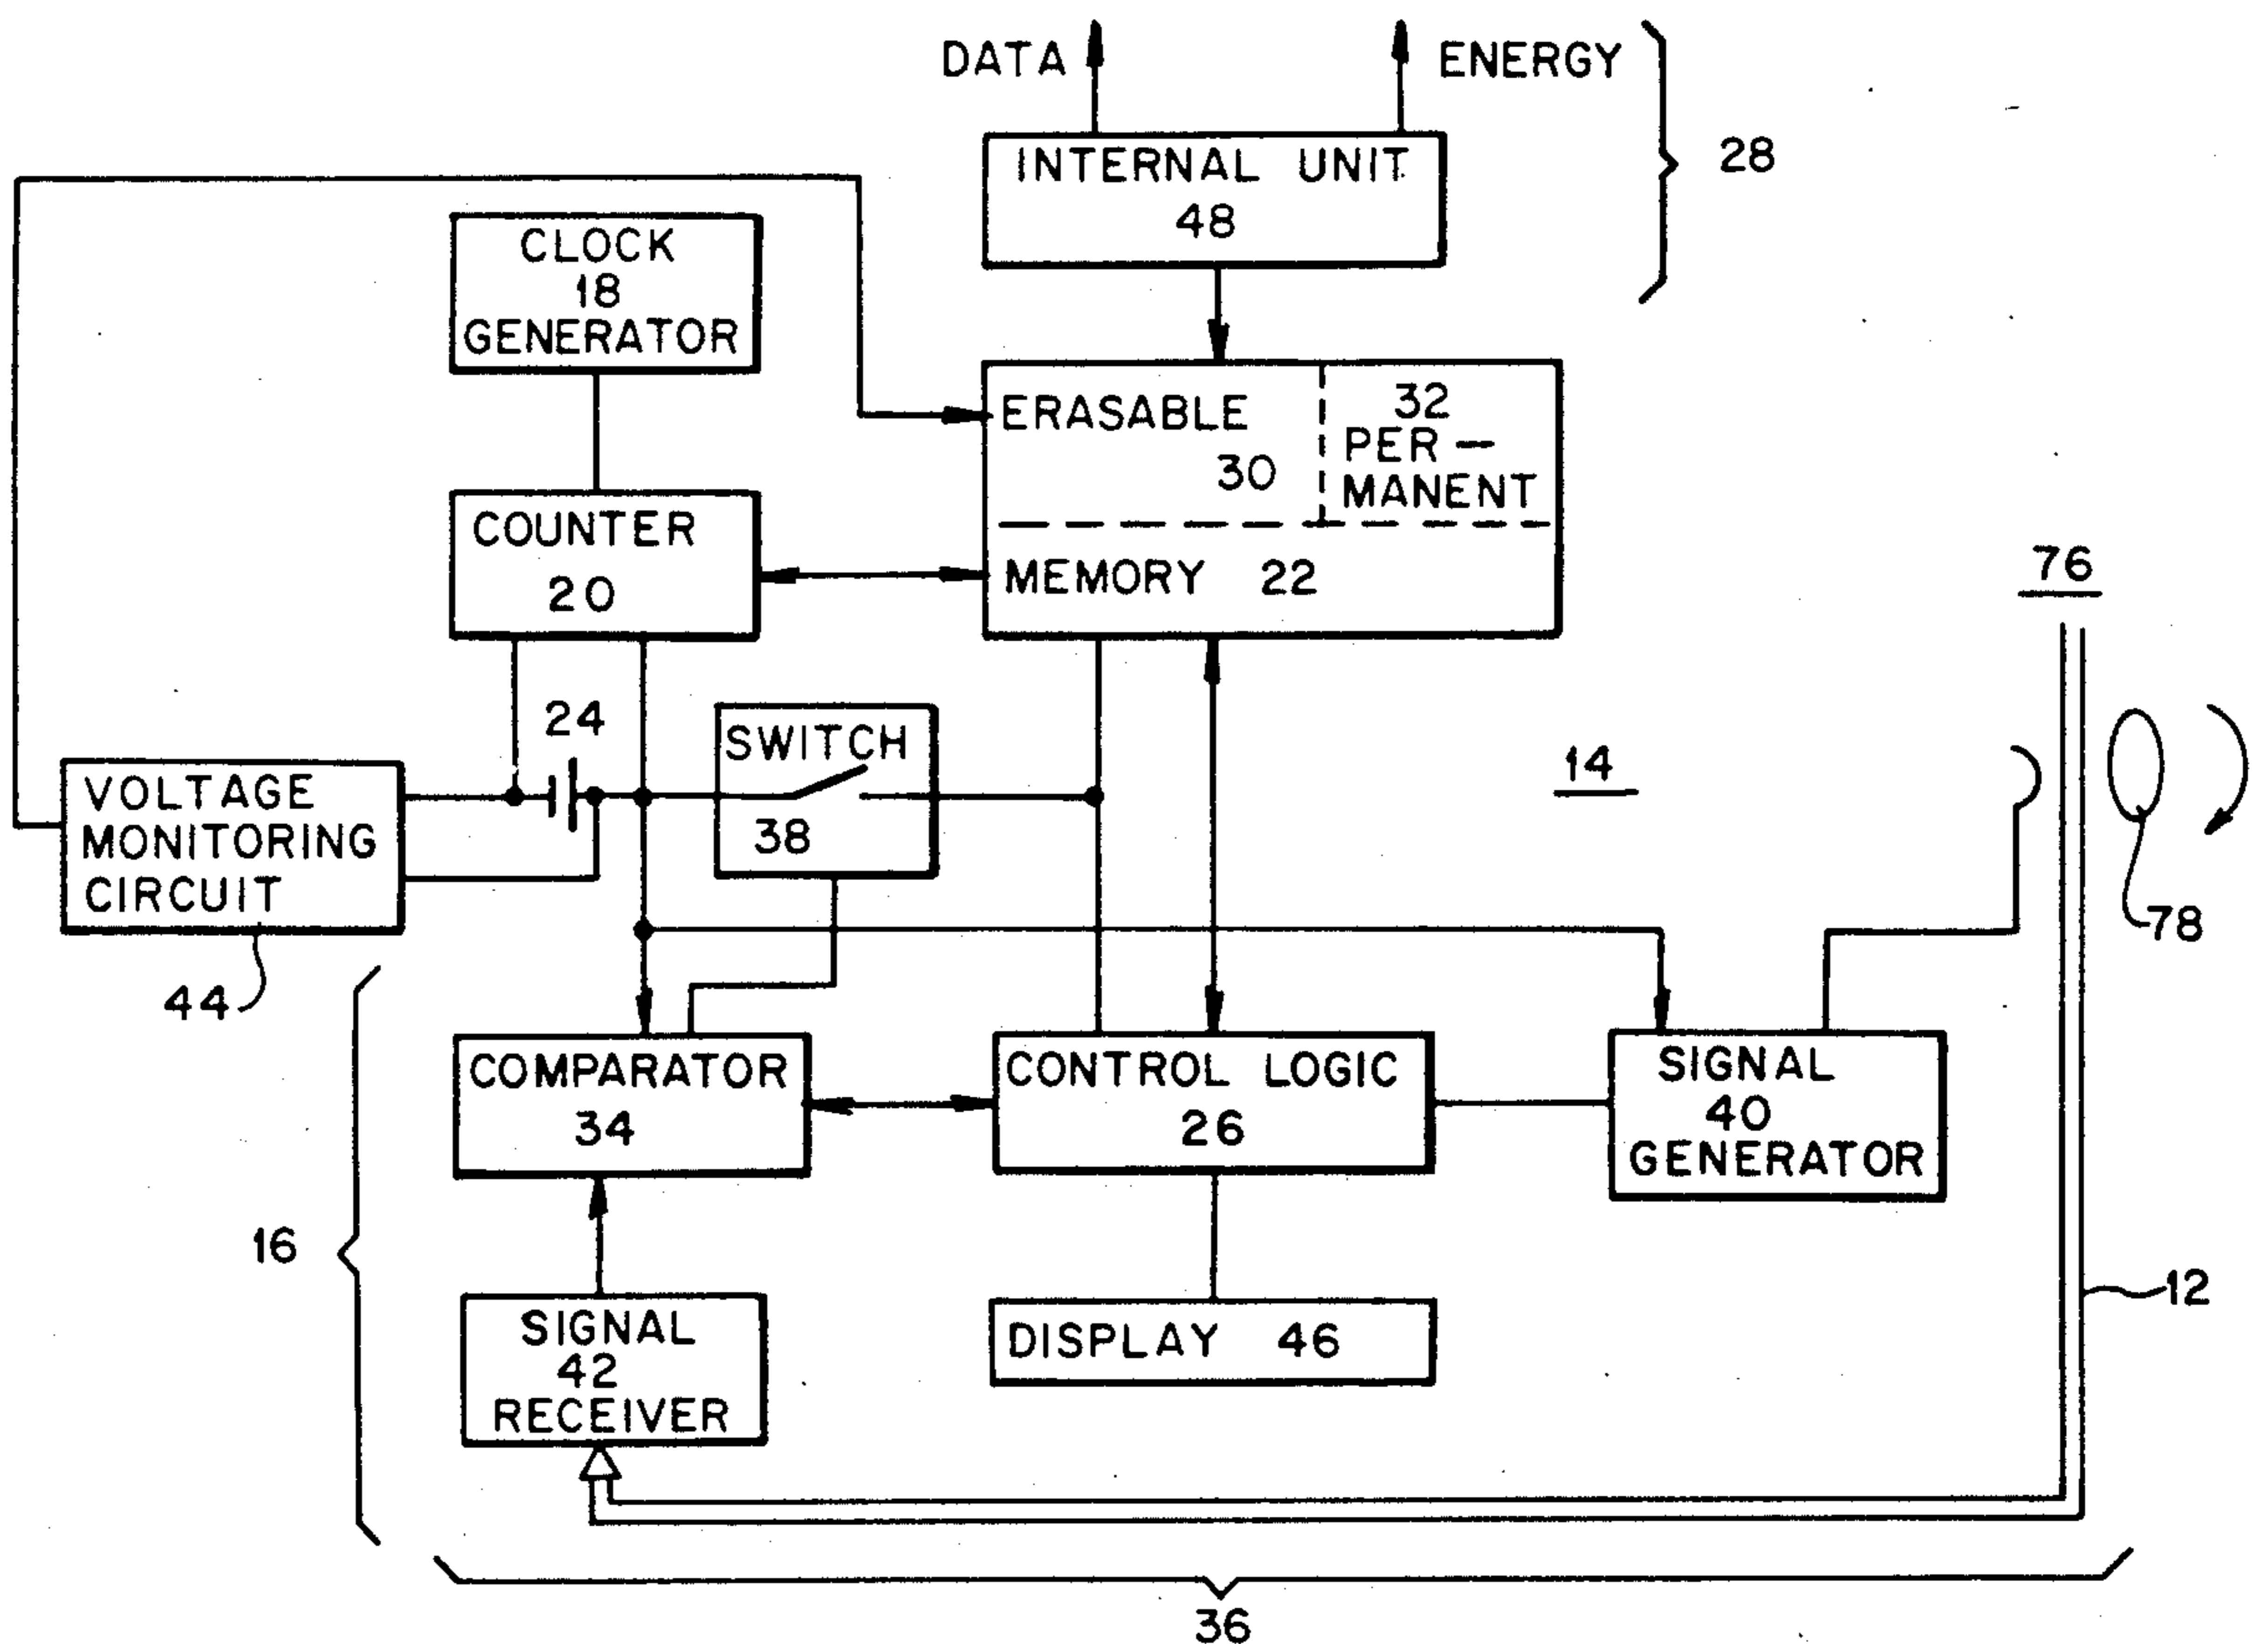 DATA
ENERGY
28
INTERNAL UNIT
48
CLOCK
18
GENERATOR
ERASABLE
30
32
PER-
MANENT
MEMORY 22
COUNTER
20
76
24
SWITCH
38
14
VOLTAGE
MONITORING
CIRCUIT
44
78
COMPARATOR
34
CONTROL LOGIC
26
SIGNAL
40
GENERATOR
16
12
SIGNAL
42
RECEIVER
DISPLAY 46
36